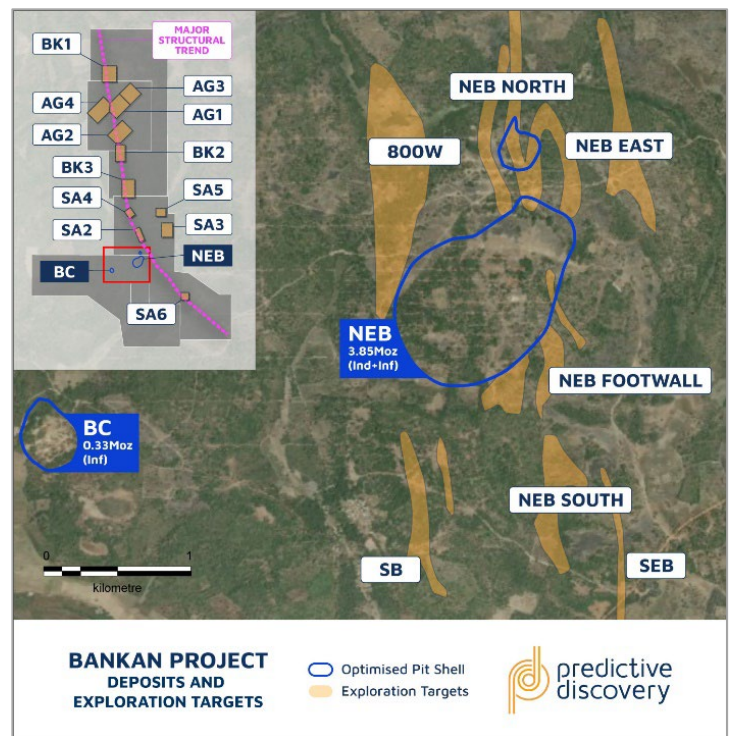 MAJOR
STRUCTURAL
TREND
BK1
AG3
AG4
AG1
AG2
BK2
BK3
SA5
SA4
SA3
SA2
NEB
BC
SA6
NEB NORTH
800W
NEB EAST
NEB
3.85Moz
(Ind+Inf)
NEB FOOTWALL
BC
0.33Moz
(Inf)
NEB SOUTH
SB
SEB
0 1
kilometre
BANKAN PROJECT
DEPOSITS AND
EXPLORATION TARGETS
Optimised Pit Shell
Exploration Targets
predictive
discovery